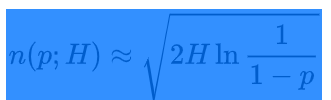 n(p; H) ≈ √(2H ln 1/(1 − p))